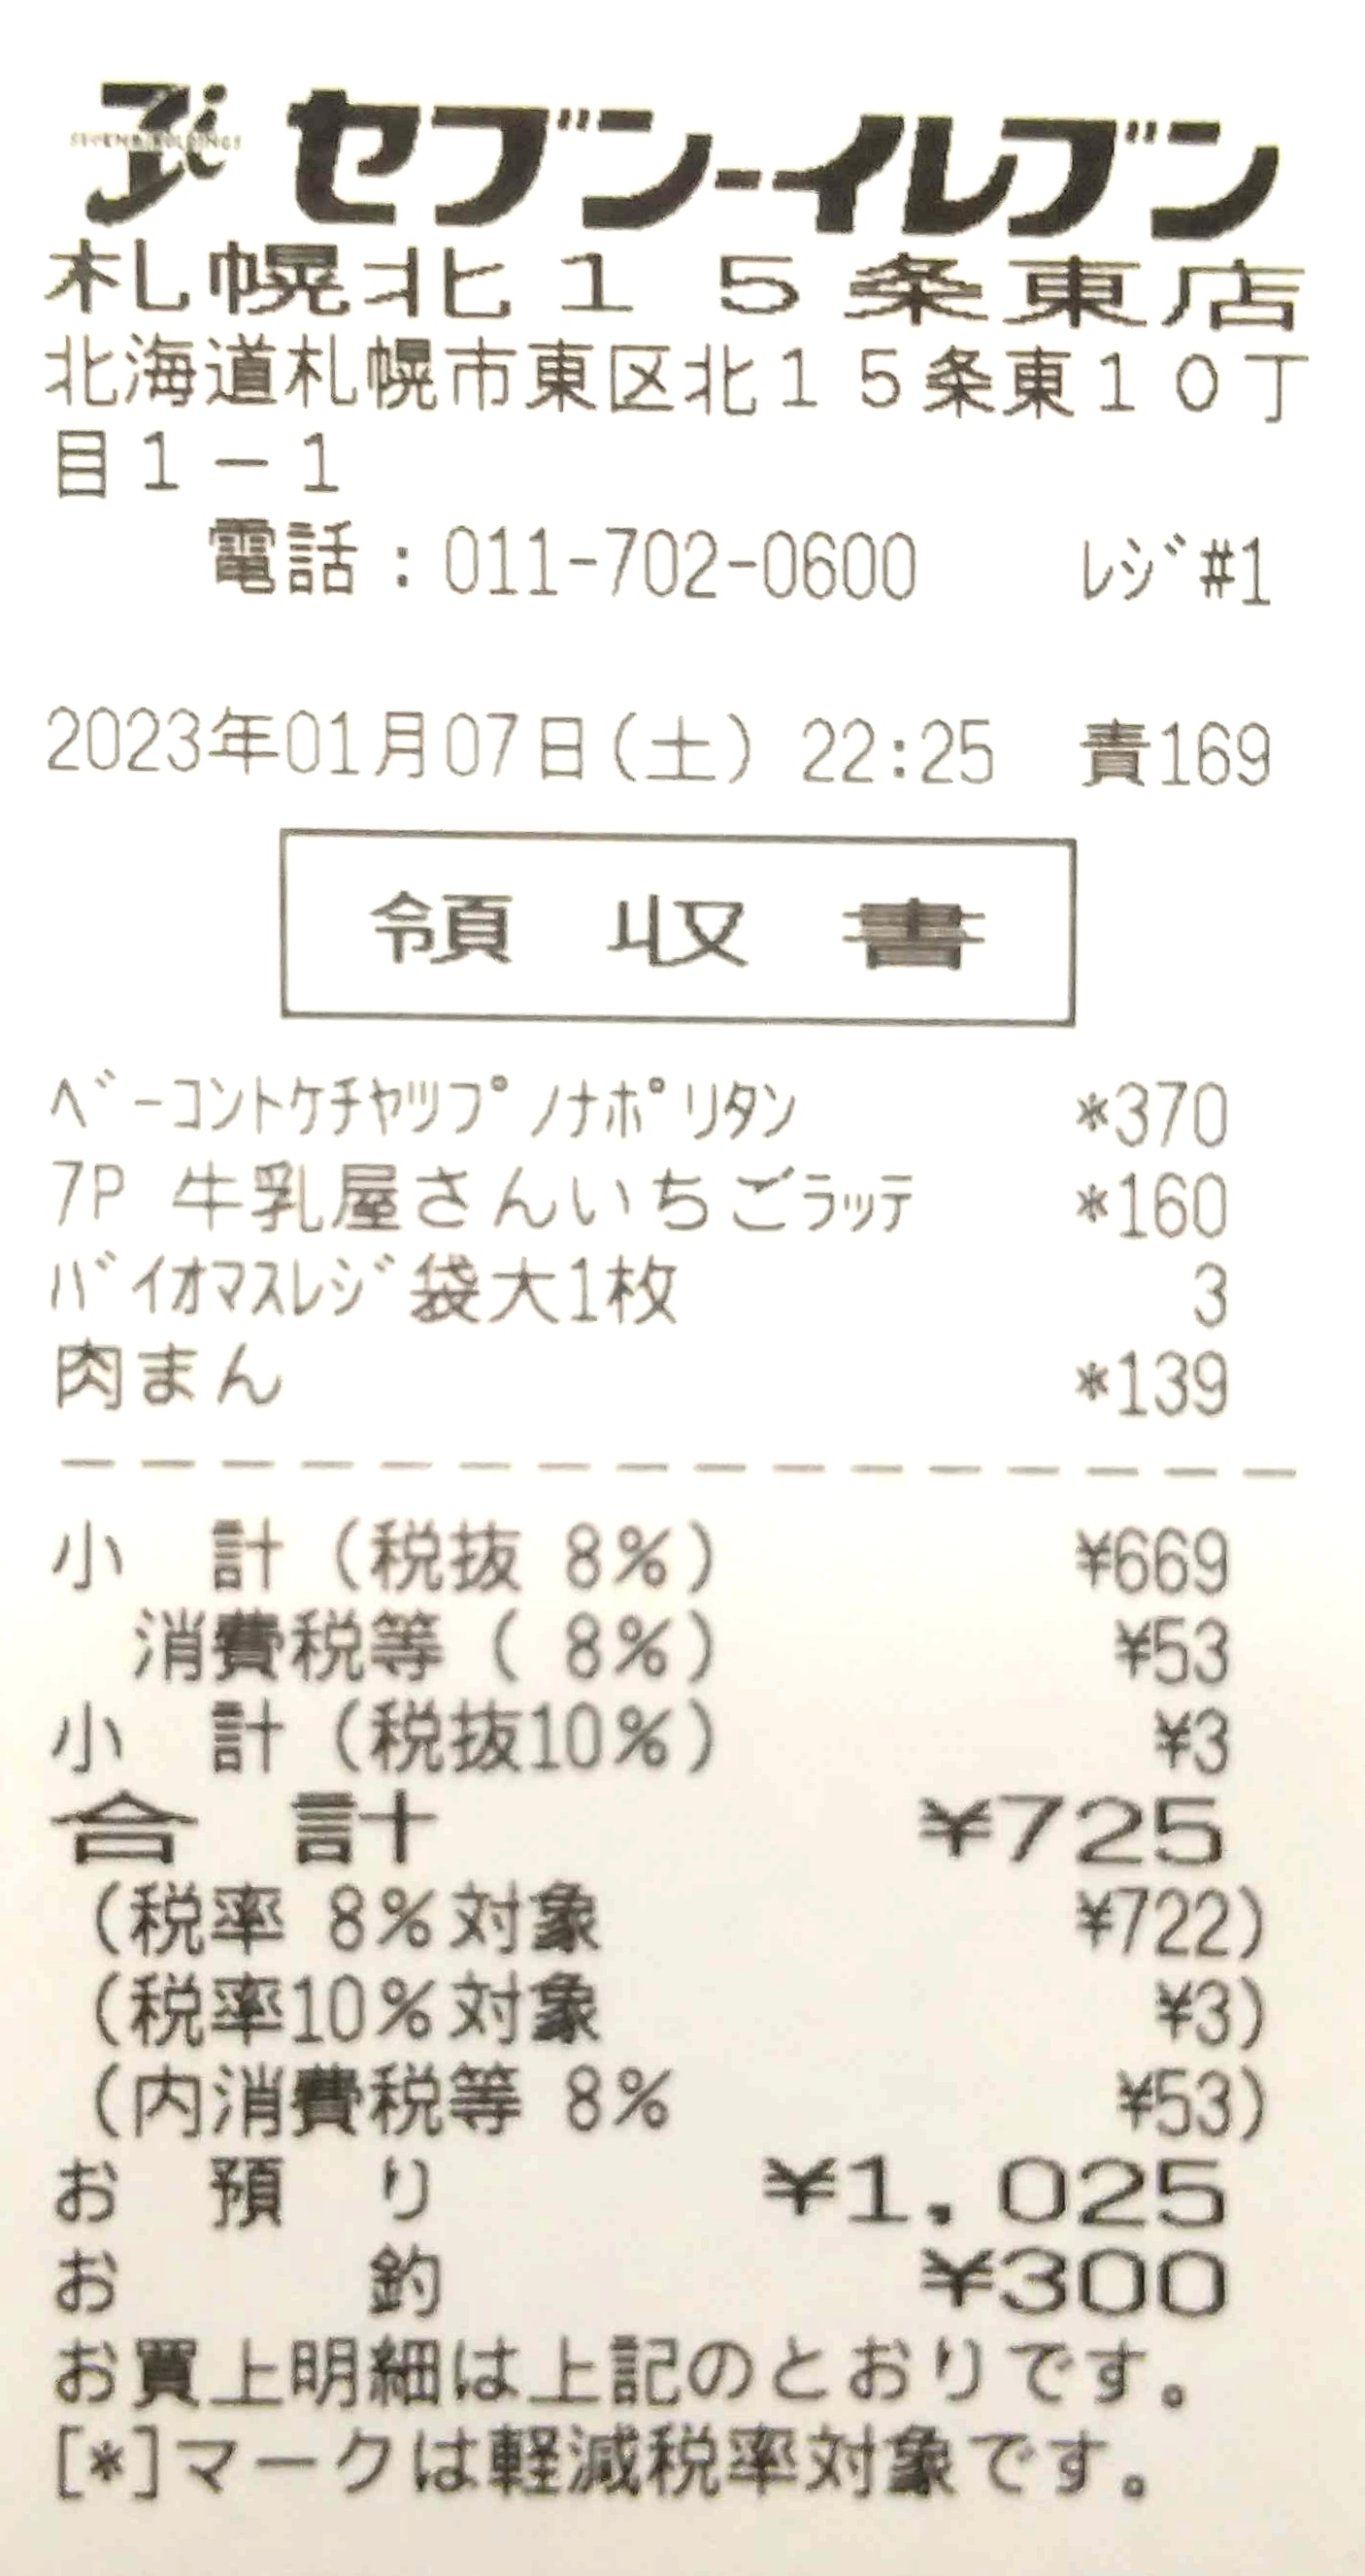 セブン-イレブン
札幌北15条東店
北海道札幌市東区北15条東10丁
目1-1
電話:011-702-0600 レジ#1
2023年01月07日(土) 22:25 責169
領収書
ベーコントケチャップノナポリタン *370
7P 牛乳屋さんいちごラッテ *160
バイオマスレジ袋大1枚 3
肉まん *139
小 計(税抜 8%) ¥669
消費税等( 8%) ¥53
小 計(税抜10%) ¥3
合 計 ¥725
(税率 8%対象 ¥722)
(税率10%対象 ¥3)
(内消費税等 8% ¥53)
お 預 り ¥1,025
お 釣 ¥300
お買上明細は上記のとおりです。
[*]マークは軽減税率対象です。